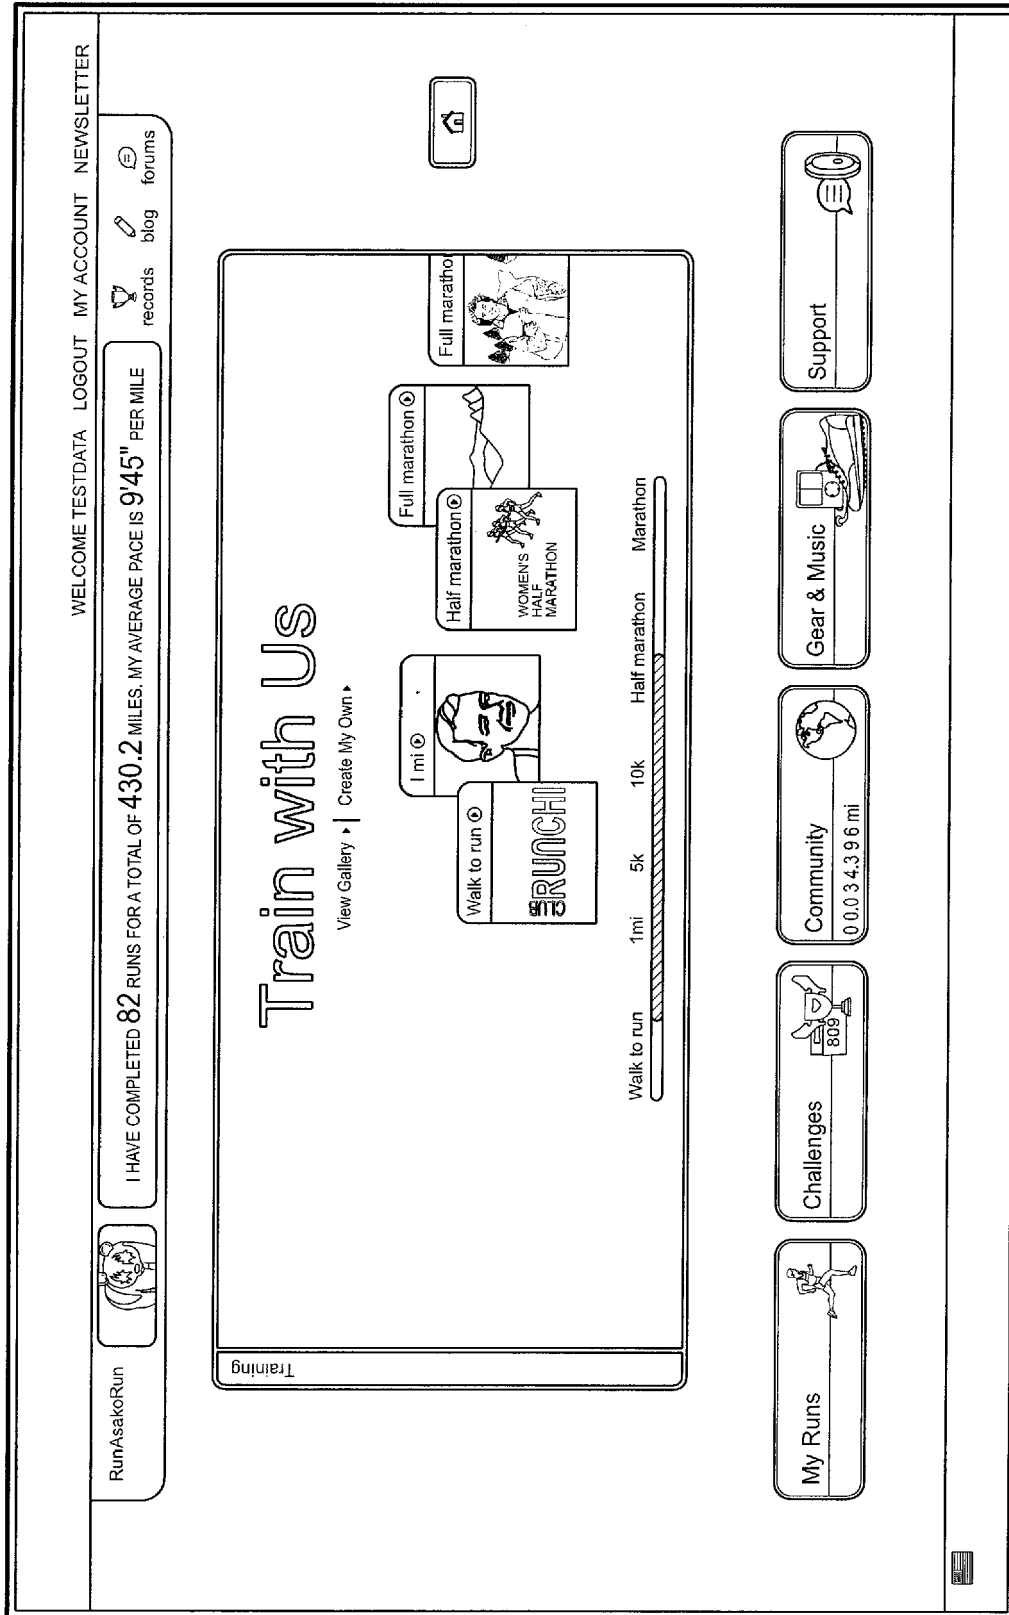 WELCOME TESTDATA LOGOUT MY ACCOUNT NEWSLETTER
RunAsakoRun
I HAVE COMPLETED 82 RUNS FOR A TOTAL OF 430.2 MILES. MY AVERAGE PACE IS 9'45" PER MILE
records blog forums
Training
Train with Us
View Gallery ▸ | Create My Own ▸
Full marathon
Full maratho
I mi
Half marathon
Walk to run
WOMEN'S
HALF
MARATHON
CLUB
RUNCHI
Walk to run 1mi 5k 10k Half marathon Marathon
My Runs
Challenges
809
Community
0 0.0 3 4.3 9 6 mi
Gear & Music
Support